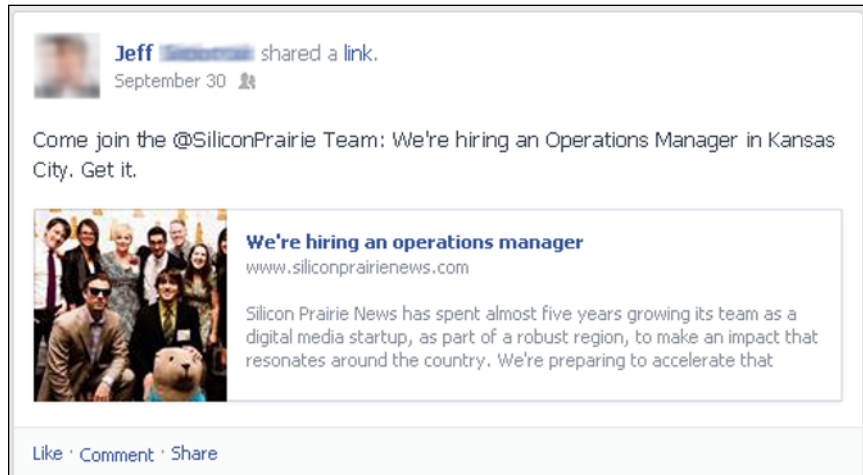 Jeff shared a link.
September 30
Come join the @SiliconPrairie Team: We're hiring an Operations Manager in Kansas
City. Get it.
We're hiring an operations manager
www.siliconprairienews.com
Silicon Prairie News has spent almost five years growing its team as a
digital media startup, as part of a robust region, to make an impact that
resonates around the country. We're preparing to accelerate that
Like · Comment · Share